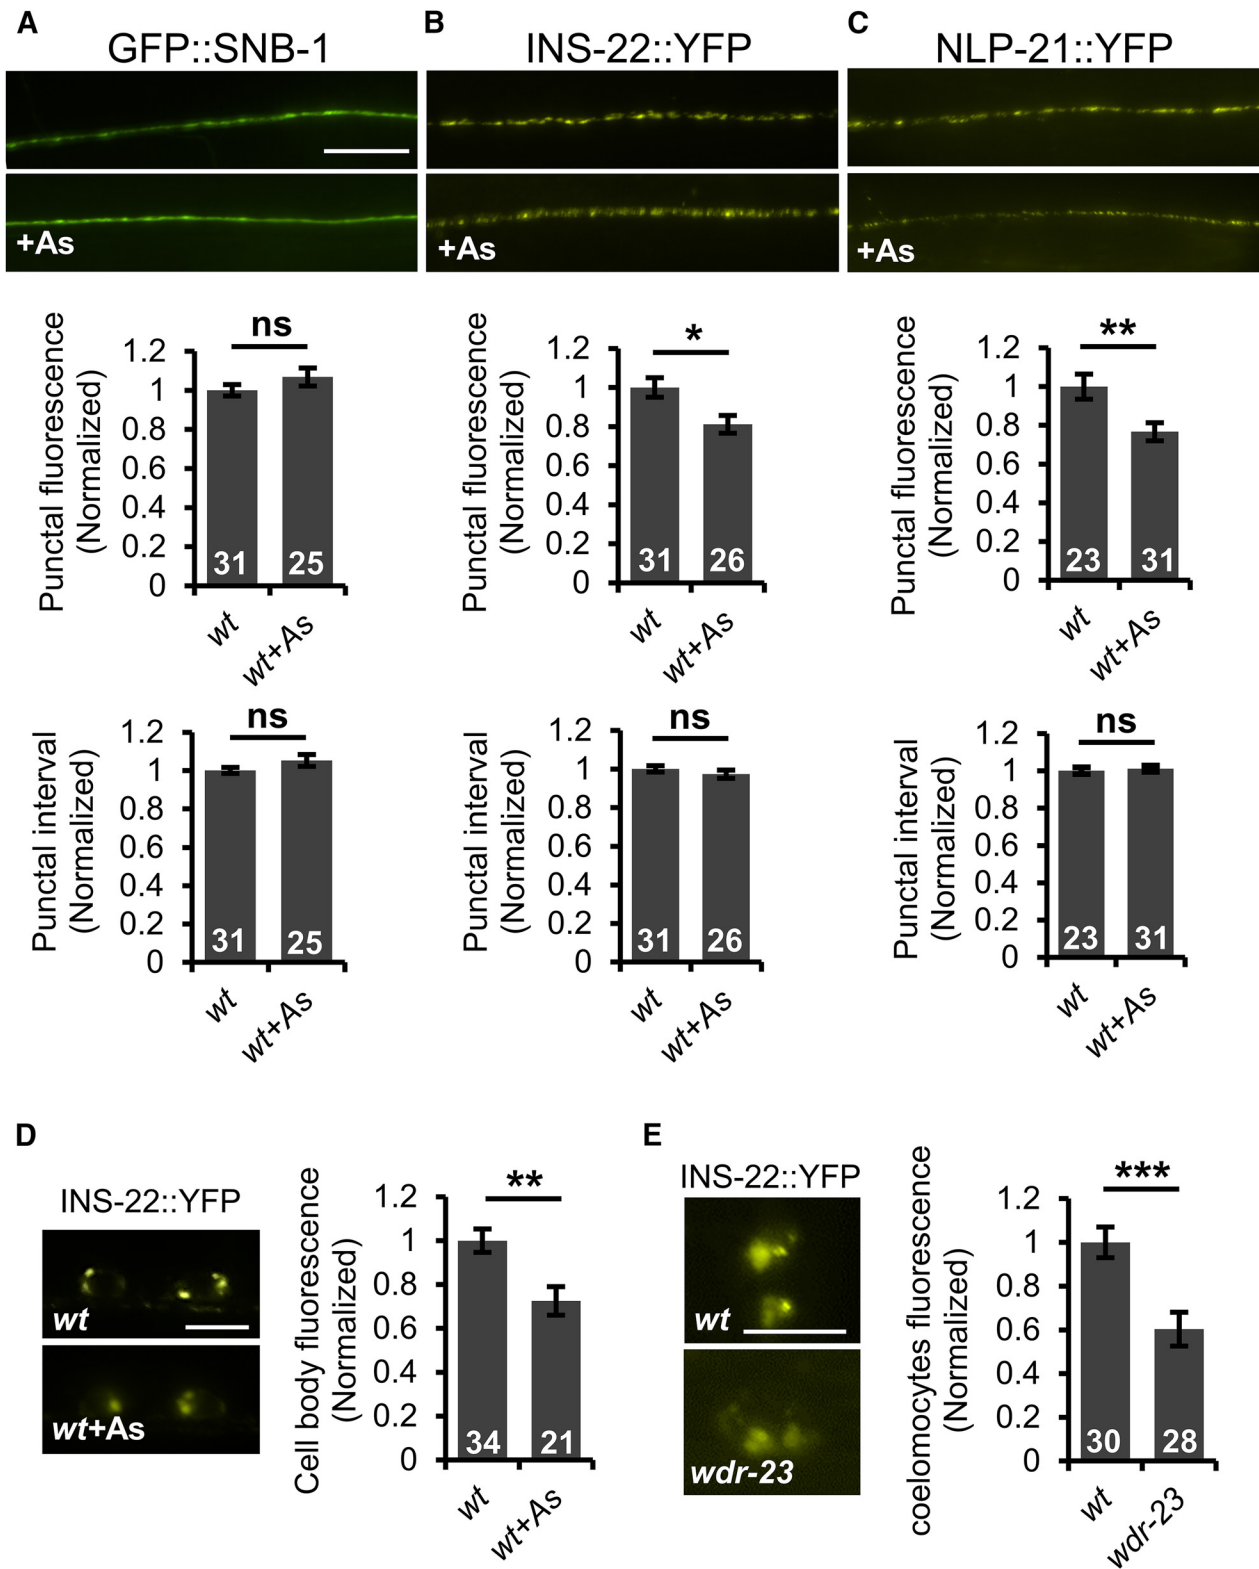 A
GFP::SNB-1
+As
B
INS-22::YFP
+As
C
NLP-21::YFP
+As
Punctal fluorescence
(Normalized)
1.2
1
0.8
0.6
0.4
0.2
0
ns
31
25
wt
wt+As
Punctal fluorescence
(Normalized)
1.2
1
0.8
0.6
0.4
0.2
0
*
31
26
wt
wt+As
Punctal fluorescence
(Normalized)
1.2
1
0.8
0.6
0.4
0.2
0
**
23
31
wt
wt+As
Punctal interval
(Normalized)
1.2
1
0.8
0.6
0.4
0.2
0
ns
31
25
wt
wt+As
Punctal interval
(Normalized)
1.2
1
0.8
0.6
0.4
0.2
0
ns
31
26
wt
wt+As
Punctal interval
(Normalized)
1.2
1
0.8
0.6
0.4
0.2
0
ns
23
31
wt
wt+As
D
INS-22::YFP
wt
wt+As
Cell body fluorescence
(Normalized)
1.2
1
0.8
0.6
0.4
0.2
0
**
34
21
wt
wt+As
E
INS-22::YFP
wt
wdr-23
coelomocytes fluorescence
(Normalized)
1.2
1
0.8
0.6
0.4
0.2
0
***
30
28
wt
wdr-23